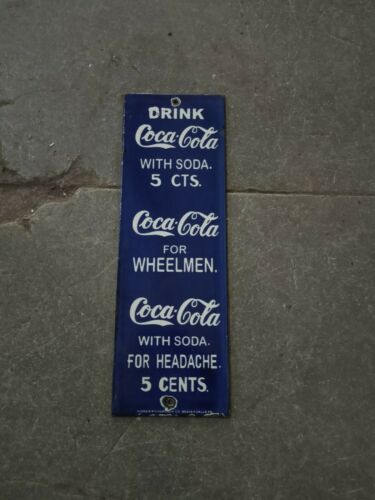 DRINK
Coca-Cola
WITH SODA.
5 CTS.
Coca-Cola
FOR
WHEELMEN.
Coca-Cola
WITH SODA.
FOR HEADACHE.
5 CENTS.